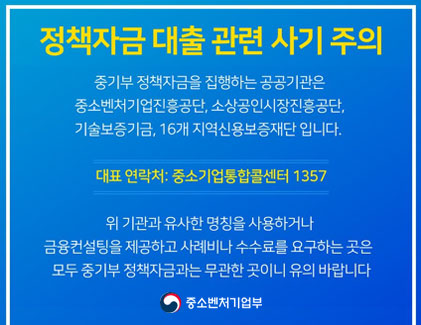 정책자금 대출 관련 사기 주의
중기부 정책자금을 집행하는 공공기관은
중소벤처기업진흥공단, 소상공인시장진흥공단,
기술보증기금, 16개 지역신용보증재단 입니다.
대표 연락처: 중소기업통합콜센터 1357
위 기관과 유사한 명칭을 사용하거나
금융컨설팅을 제공하고 사례비나 수수료를 요구하는 곳은
모두 중기부 정책자금과는 무관한 곳이니 유의 바랍니다
중소벤처기업부